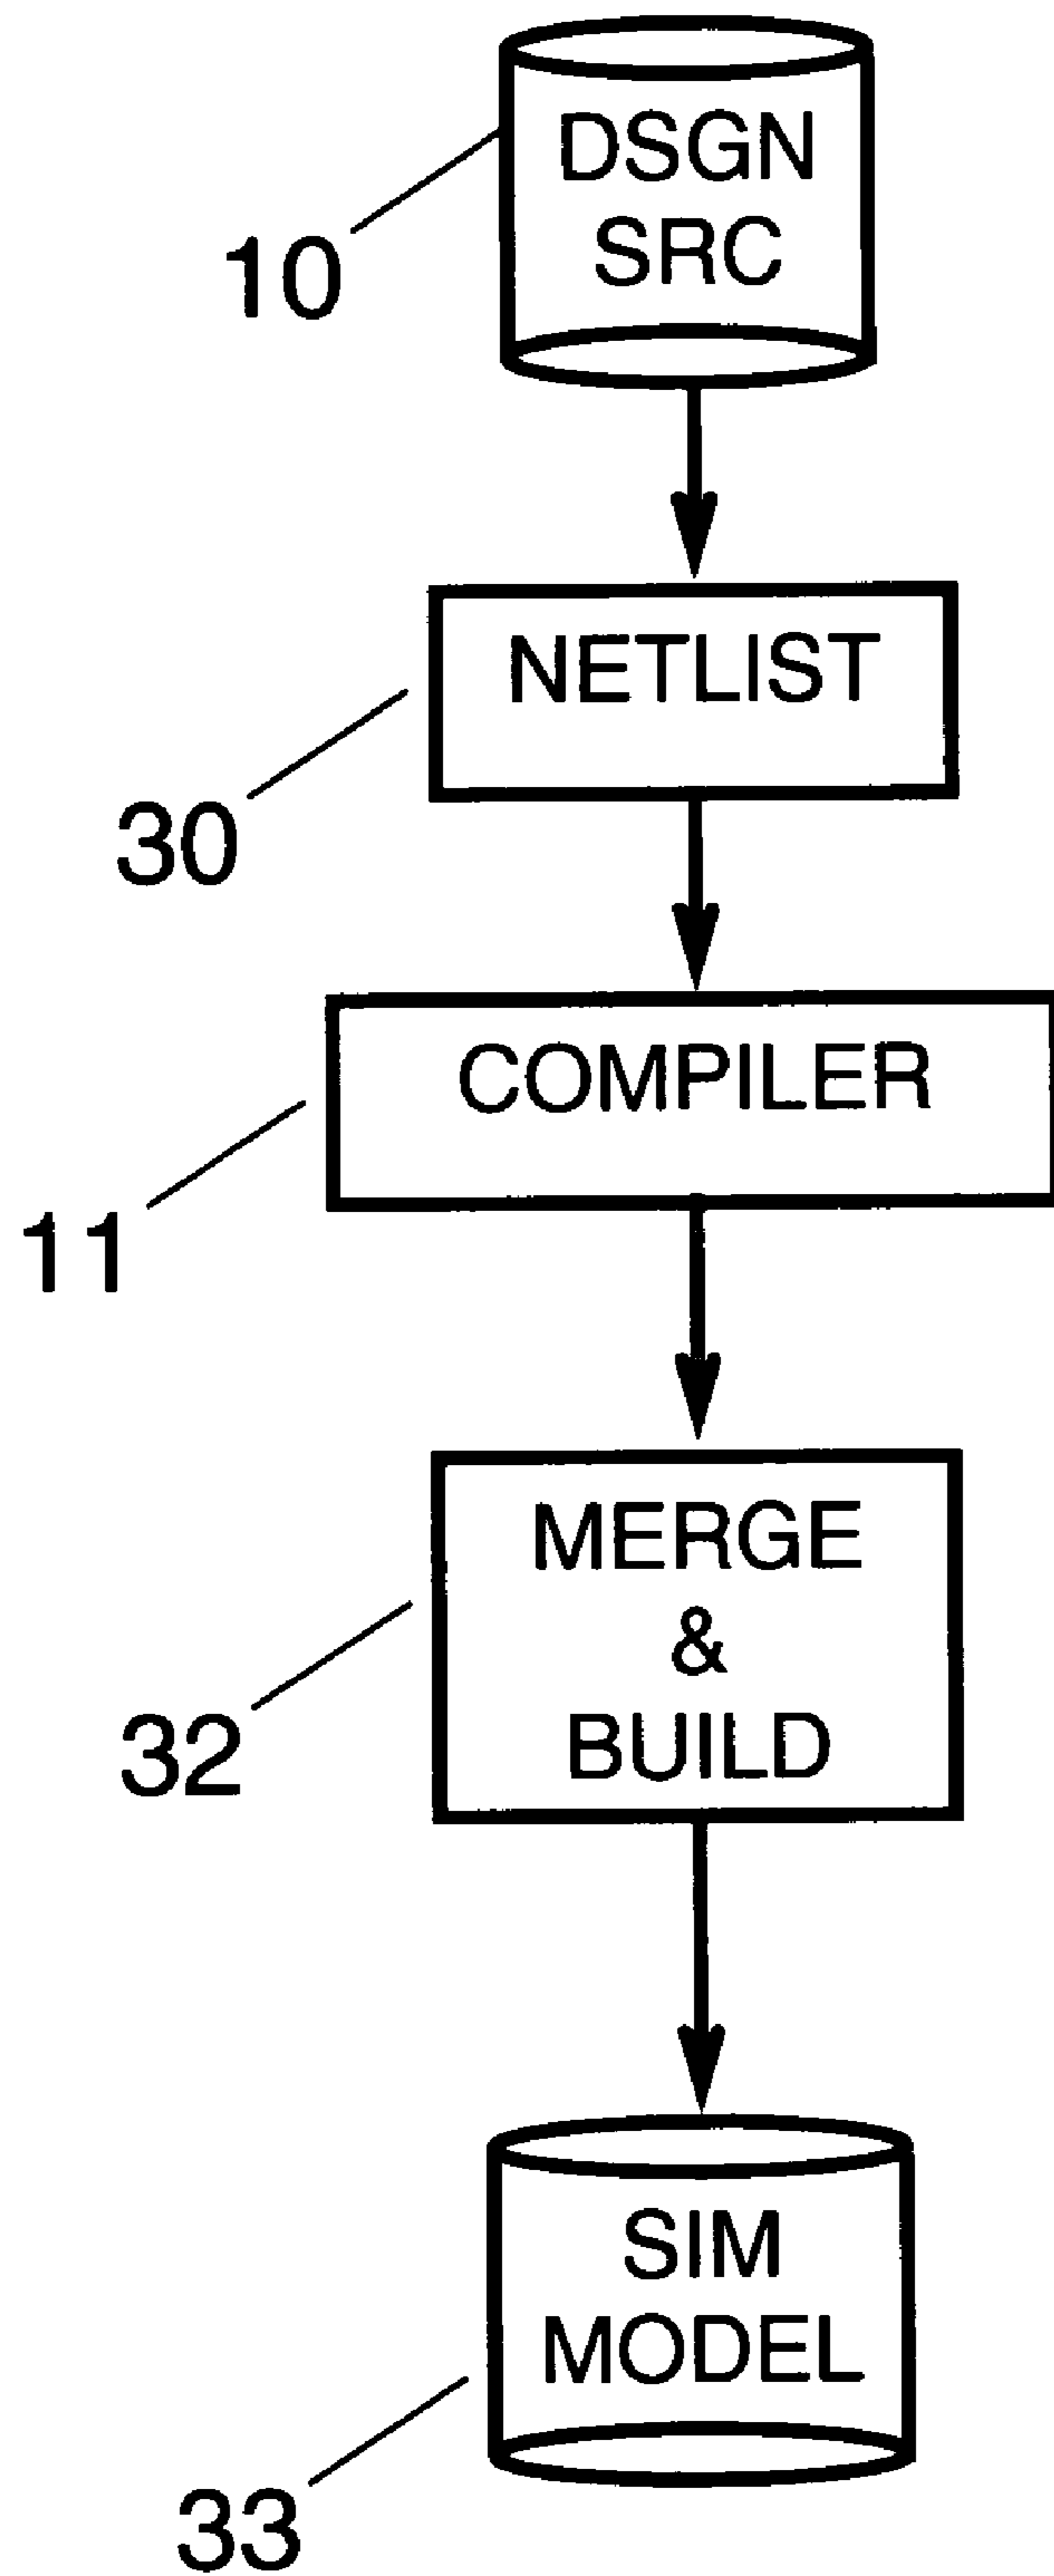 DSGN
SRC
10
NETLIST
30
COMPILER
11
MERGE
&
BUILD
32
SIM
MODEL
33